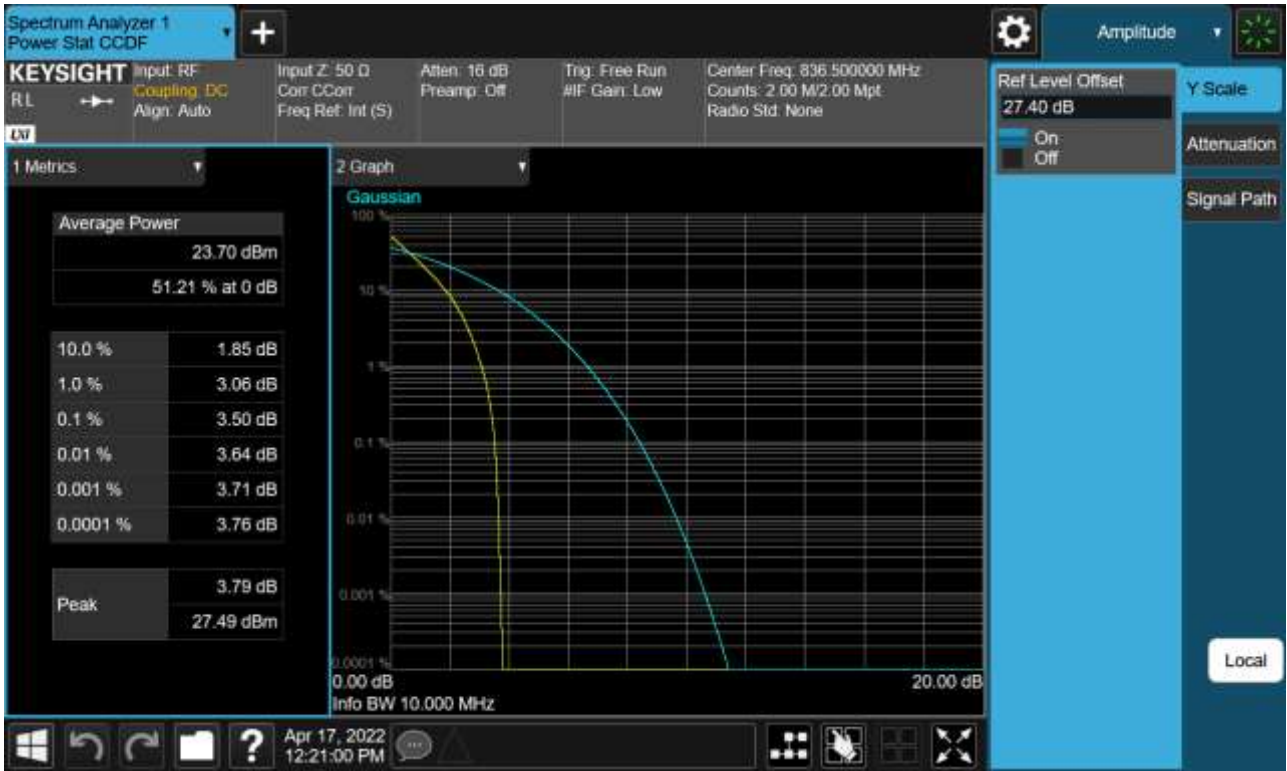 Spectrum Analyzer 1
Power Stat CCDF
+
Amplitude
KEYSIGHT
RL
LXI
Input: RF
Coupling: DC
Align: Auto
Input Z: 50 Ω
Corr CCorr
Freq Ref: Int (S)
Atten: 16 dB
Preamp: Off
Trig: Free Run
#IF Gain: Low
Center Freq: 836.500000 MHz
Counts: 2.00 M/2.00 Mpt
Radio Std: None
Ref Level Offset
27.40 dB
On
Off
Y Scale
Attenuation
Signal Path
1 Metrics
Average Power
23.70 dBm
51.21 % at 0 dB
10.0 % 1.85 dB
1.0 % 3.06 dB
0.1 % 3.50 dB
0.01 % 3.64 dB
0.001 % 3.71 dB
0.0001 % 3.76 dB
Peak
3.79 dB
27.49 dBm
2 Graph
Gaussian
100 %
10 %
1 %
0.1 %
0.01 %
0.001 %
0.0001 %
0.00 dB 20.00 dB
Info BW 10.000 MHz
Local
?
Apr 17, 2022
12:21:00 PM